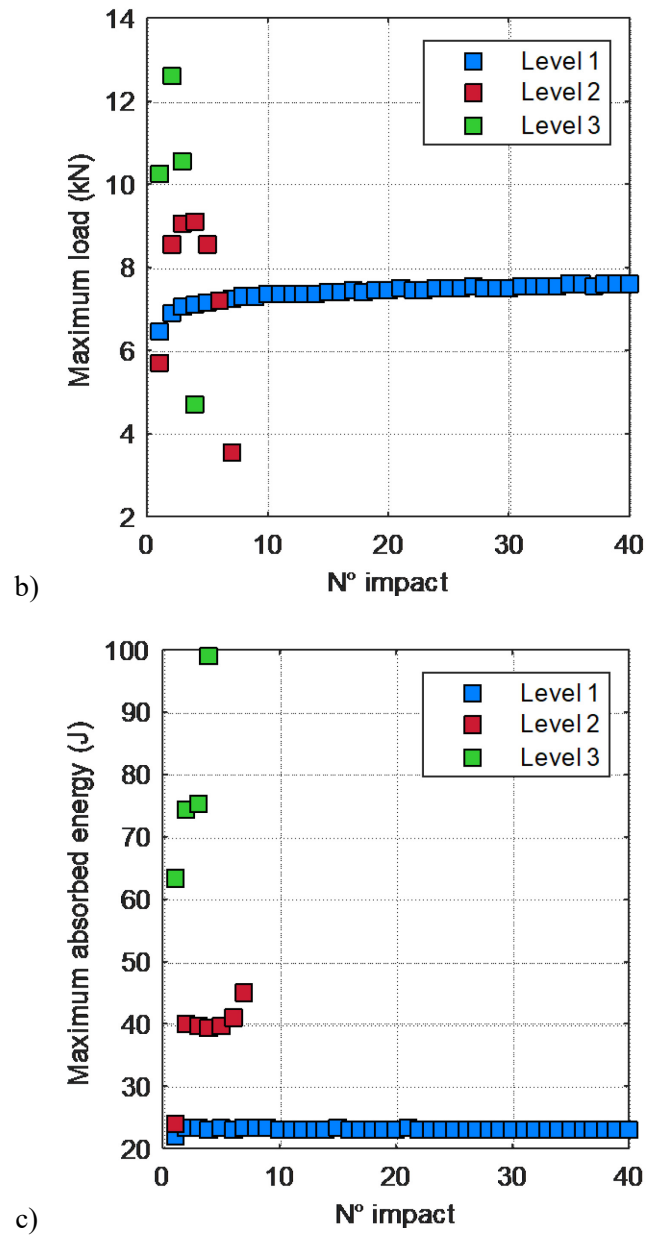 14
12
10
8
6
4
2
Maximum load (kN)
Level 1
Level 2
Level 3
0
10
20
30
40
Nº impact
b)
100
90
80
70
60
50
40
30
20
Maximum absorbed energy (J)
Level 1
Level 2
Level 3
0
10
20
30
40
Nº impact
c)